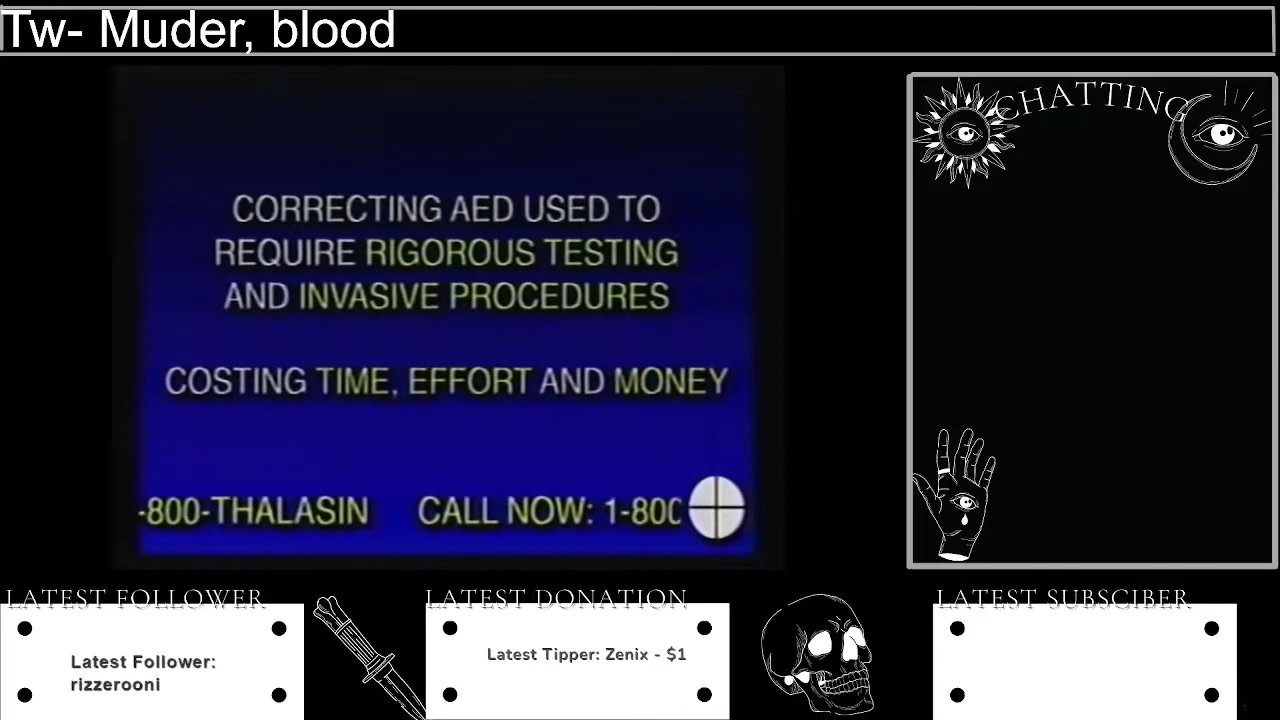 Tw- Muder, blood
CHATTING
CORRECTING AED USED TO
REQUIRE RIGOROUS TESTING
AND INVASIVE PROCEDURES
COSTING TIME, EFFORT AND MONEY
-800-THALASIN CALL NOW: 1-800
LATEST FOLLOWER
LATEST DONATION
LATEST SUBSCIBER
Latest Follower:
rizzerooni
Latest Tipper: Zenix - $1